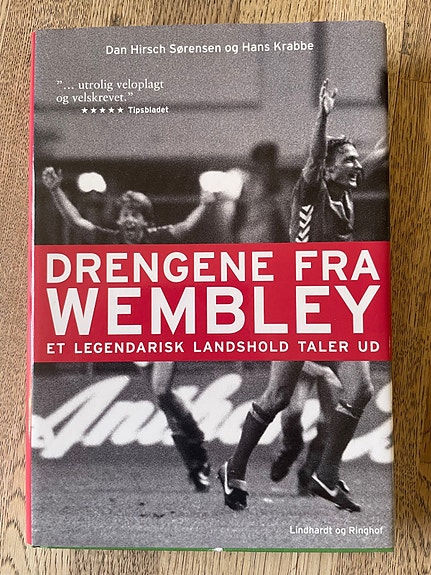 Dan Hirsch Sørensen og Hans Krabbe
"... utrolig veloplagt
og velskrevet."
★★★★★ Tipsbladet
DRENGENE FRA
WEMBLEY
ET LEGENDARISK LANDSHOLD TALER UD
Lindhardt og Ringhof